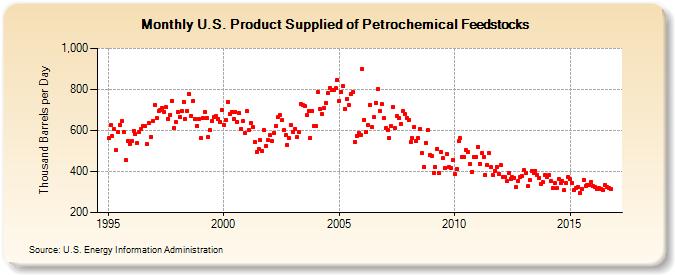 Monthly U.S. Product Supplied of Petrochemical Feedstocks
Thousand Barrels per Day
1,000
800
600
400
200
1995 2000 2005 2010 2015
Source: U.S. Energy Information Administration